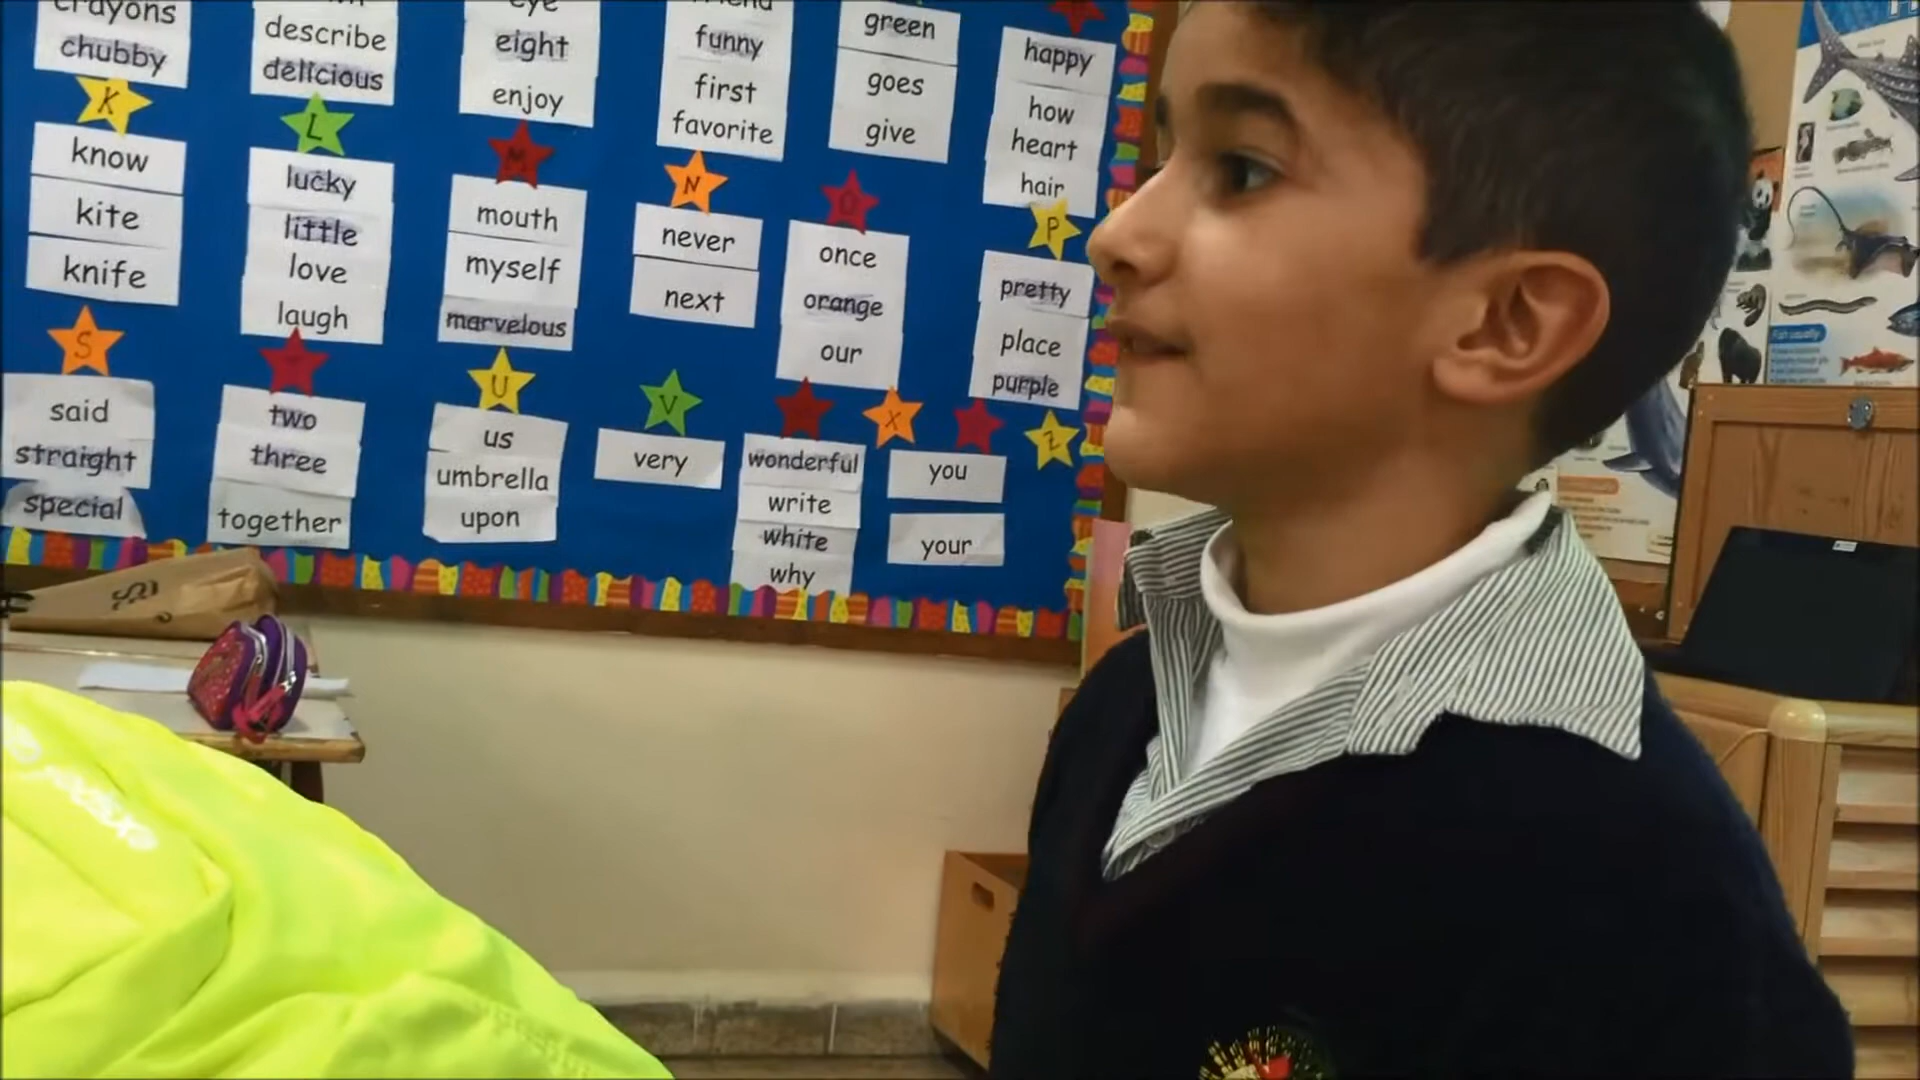 crayons
chubby
describe
delicious
eye
eight
enjoy
funny
first
favorite
green
goes
give
happy
how
heart
hair
K
know
kite
knife
L
lucky
little
love
laugh
M
mouth
myself
marvelous
N
never
next
O
once
orange
our
P
pretty
place
purple
S
said
straight
special
two
three
together
U
us
umbrella
upon
V
very
wonderful
write
white
why
X
you
your
Z
Fish usually